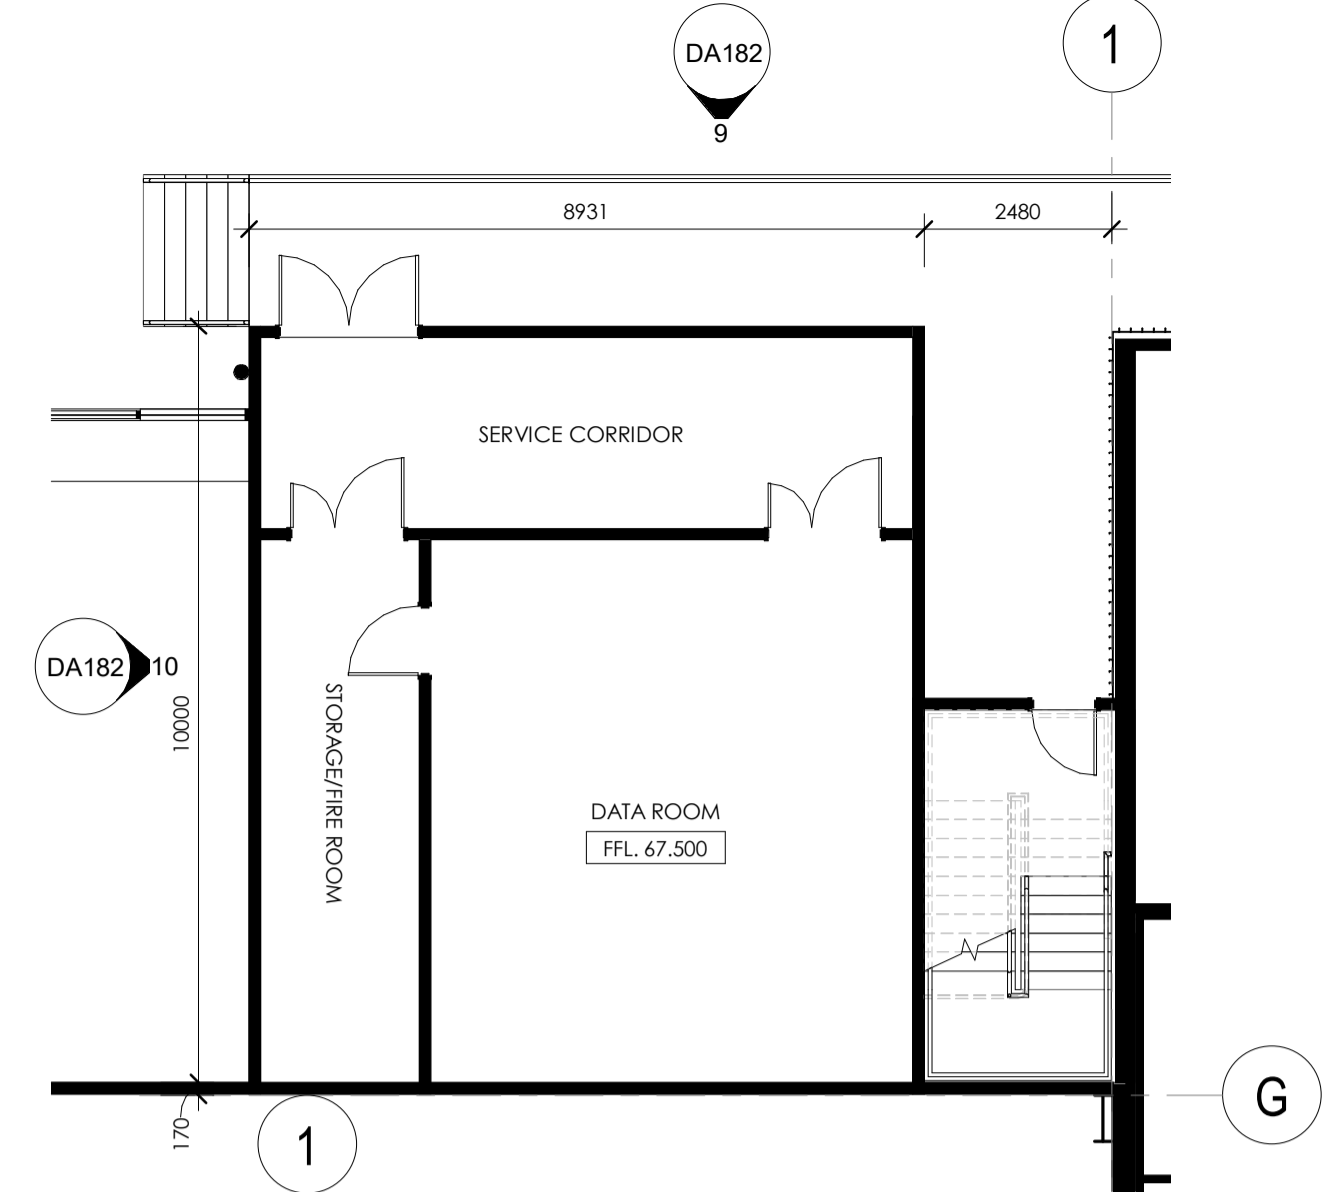 DA182
9
1
8931
2480
SERVICE CORRIDOR
DA182
10
10000
STORAGE/FIRE ROOM
DATA ROOM
FFL. 67.500
170
1
G